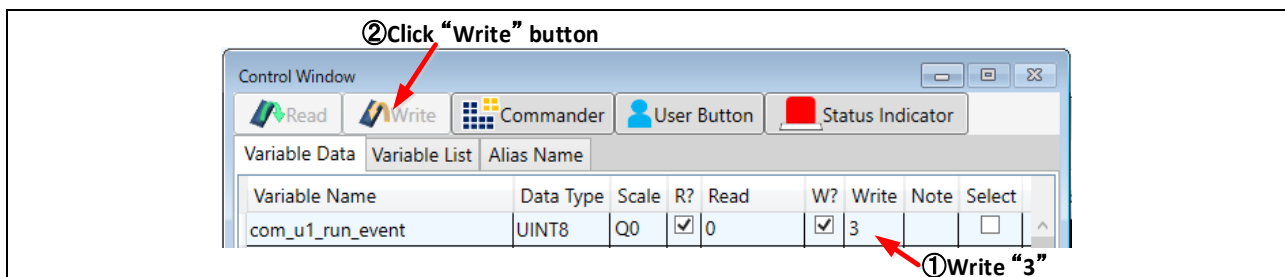 ②Click “Write” button
Control Window
Read Write Commander User Button Status Indicator
Variable Data Variable List Alias Name
Variable Name Data Type Scale R? Read W? Write Note Select
com_u1_run_event UINT8 Q0 0 3
①Write “3”